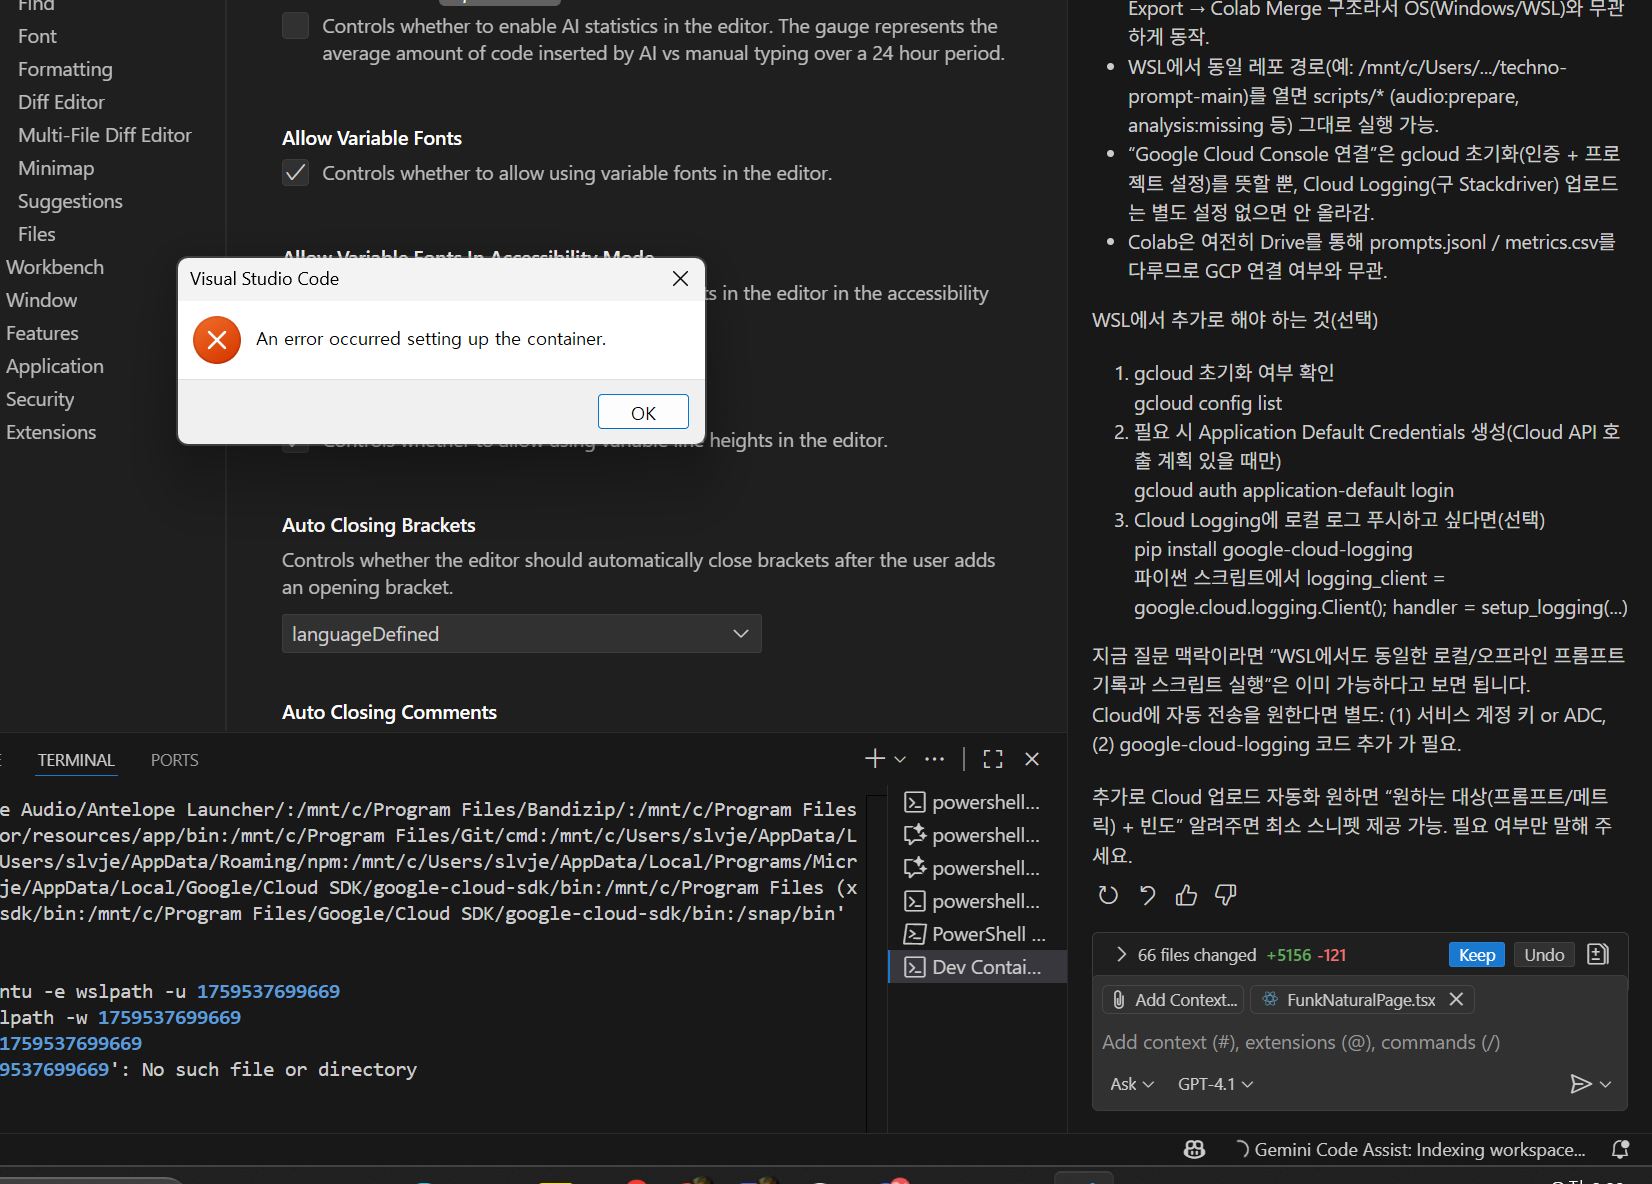 Find
Font
Formatting
Diff Editor
Multi-File Diff Editor
Minimap
Suggestions
Files
Workbench
Window
Features
Application
Security
Extensions
Controls whether to enable AI statistics in the editor. The gauge represents the
average amount of code inserted by AI vs manual typing over a 24 hour period.
Allow Variable Fonts
Controls whether to allow using variable fonts in the editor.
Allow Variable Fonts In Accessibility Mode
ts in the editor in the accessibility
Visual Studio Code
An error occurred setting up the container.
OK
Controls whether to allow using variable line heights in the editor.
Auto Closing Brackets
Controls whether the editor should automatically close brackets after the user adds
an opening bracket.
languageDefined
Auto Closing Comments
TERMINAL
PORTS
e Audio/Antelope Launcher/:/mnt/c/Program Files/Bandizip/:/mnt/c/Program Files
or/resources/app/bin:/mnt/c/Program Files/Git/cmd:/mnt/c/Users/slvje/AppData/L
Users/slvje/AppData/Roaming/npm:/mnt/c/Users/slvje/AppData/Local/Programs/Micr
je/AppData/Local/Google/Cloud SDK/google-cloud-sdk/bin:/mnt/c/Program Files (x
sdk/bin:/mnt/c/Program Files/Google/Cloud SDK/google-cloud-sdk/bin:/snap/bin'
ntu -e wslpath -u 1759537699669
lpath -w 1759537699669
1759537699669
9537699669': No such file or directory
powershell...
powershell...
powershell...
powershell...
PowerShell ...
Dev Contai...
Export → Colab Merge 구조라서 OS(Windows/WSL)와 무관
하게 동작.
• WSL에서 동일 레포 경로(예: /mnt/c/Users/.../techno-
prompt-main)를 열면 scripts/* (audio:prepare,
analysis:missing 등) 그대로 실행 가능.
• “Google Cloud Console 연결”은 gcloud 초기화(인증 + 프로
젝트 설정)를 뜻할 뿐, Cloud Logging(구 Stackdriver) 업로드
는 별도 설정 없으면 안 올라감.
• Colab은 여전히 Drive를 통해 prompts.jsonl / metrics.csv를
다루므로 GCP 연결 여부와 무관.
WSL에서 추가로 해야 하는 것(선택)
1. gcloud 초기화 여부 확인
gcloud config list
2. 필요 시 Application Default Credentials 생성(Cloud API 호
출 계획 있을 때만)
gcloud auth application-default login
3. Cloud Logging에 로컬 로그 푸시하고 싶다면(선택)
pip install google-cloud-logging
파이썬 스크립트에서 logging_client =
google.cloud.logging.Client(); handler = setup_logging(...)
지금 질문 맥락이라면 “WSL에서도 동일한 로컬/오프라인 프롬프트
기록과 스크립트 실행”은 이미 가능하다고 보면 됩니다.
Cloud에 자동 전송을 원한다면 별도: (1) 서비스 계정 키 or ADC,
(2) google-cloud-logging 코드 추가 가 필요.
추가로 Cloud 업로드 자동화 원하면 “원하는 대상(프롬프트/메트
릭) + 빈도” 알려주면 최소 스니펫 제공 가능. 필요 여부만 말해 주
세요.
66 files changed +5156 -121
Keep
Undo
Add Context...
FunkNaturalPage.tsx
Add context (#), extensions (@), commands (/)
Ask
GPT-4.1
Gemini Code Assist: Indexing workspace...